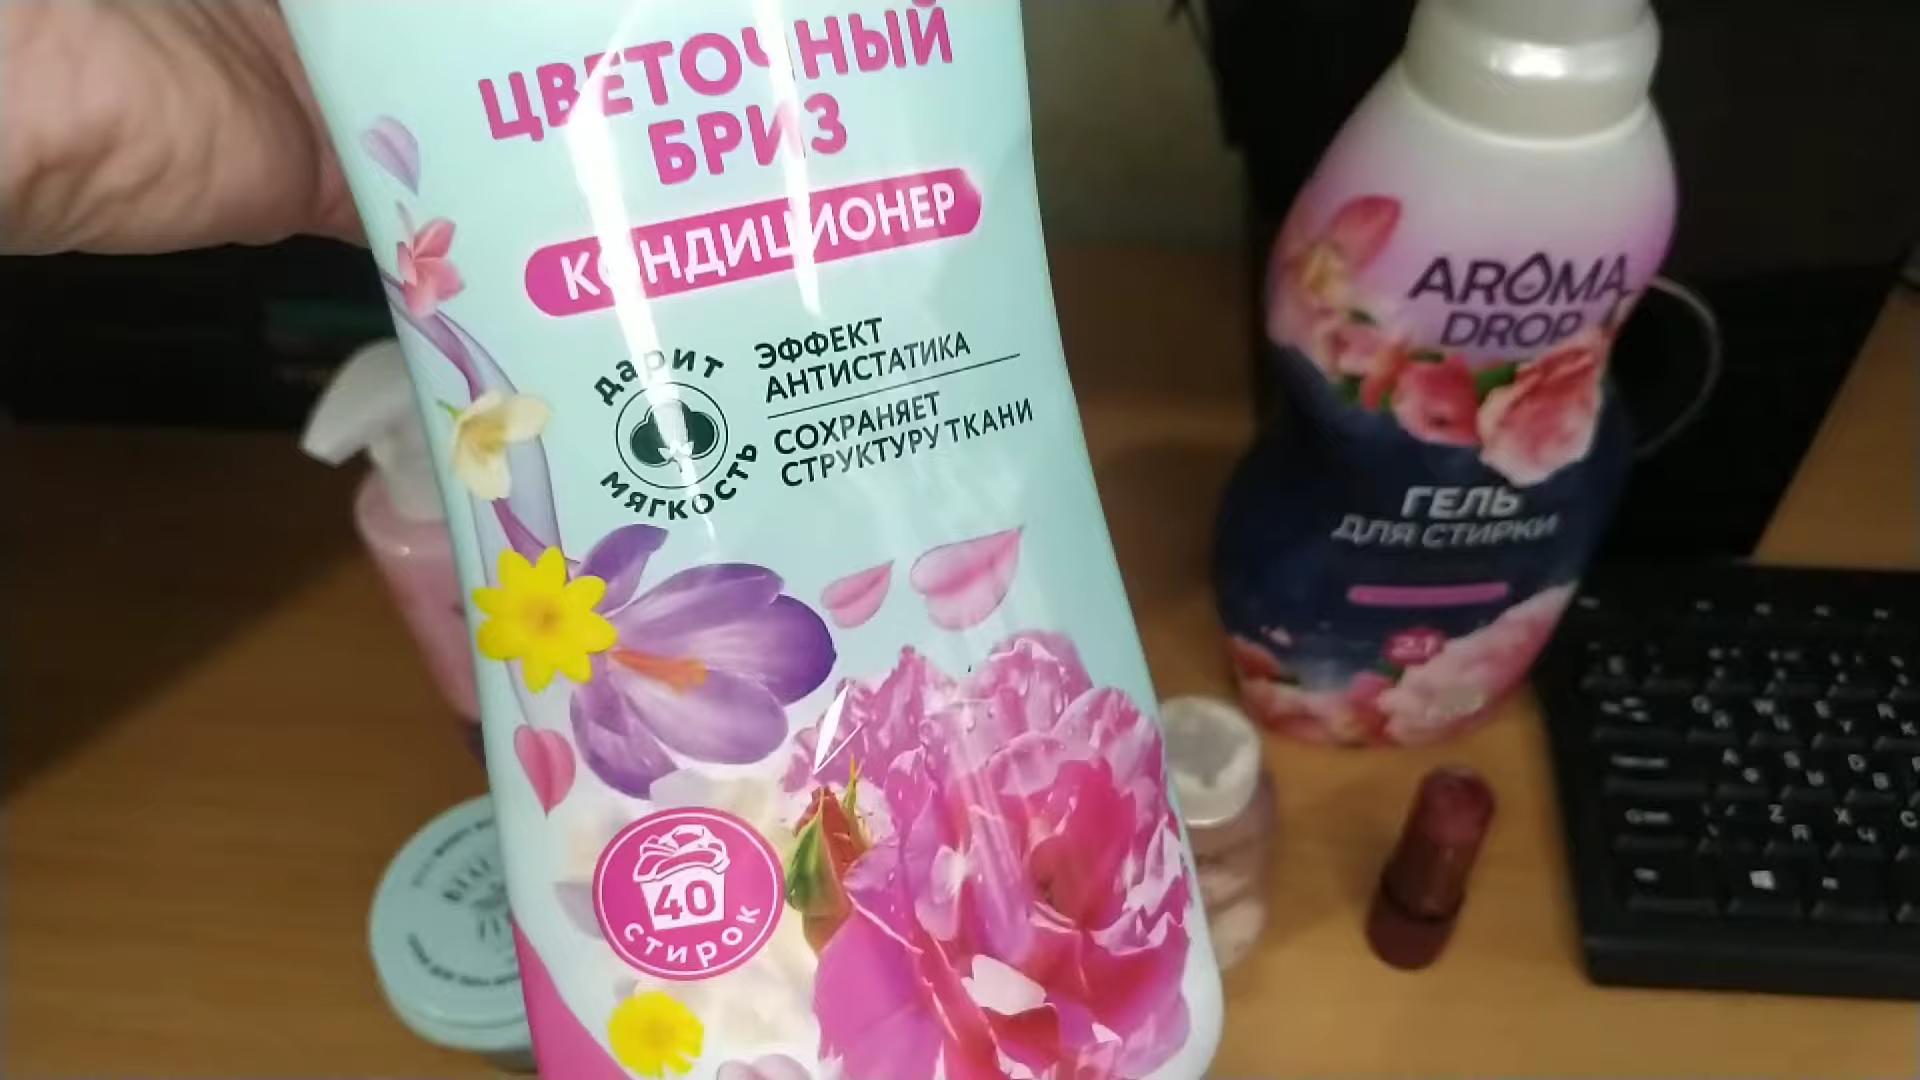 ЦВЕТОЧНЫЙ
БРИЗ
КОНДИЦИОНЕР
дарит
мягкость
ЭФФЕКТ
АНТИСТАТИКА
СОХРАНЯЕТ
СТРУКТУРУ ТКАНИ
40
стирок
AROMA
DROP
ГЕЛЬ
ДЛЯ СТИРКИ